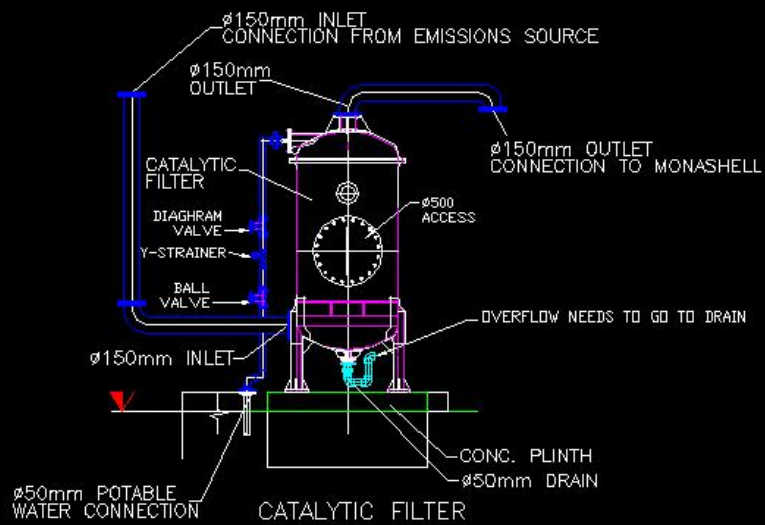 ø150mm INLET
CONNECTION FROM EMISSIONS SOURCE
ø150mm
OUTLET
ø150mm OUTLET
CONNECTION TO MONASHELL
CATALYTIC
FILTER
ø500
ACCESS
DIAGHRAM
VALVE
Y-STRAINER
BALL
VALVE
OVERFLOW NEEDS TO GO TO DRAIN
ø150mm INLET
CONC. PLINTH
ø50mm DRAIN
ø50mm POTABLE
WATER CONNECTION
CATALYTIC FILTER